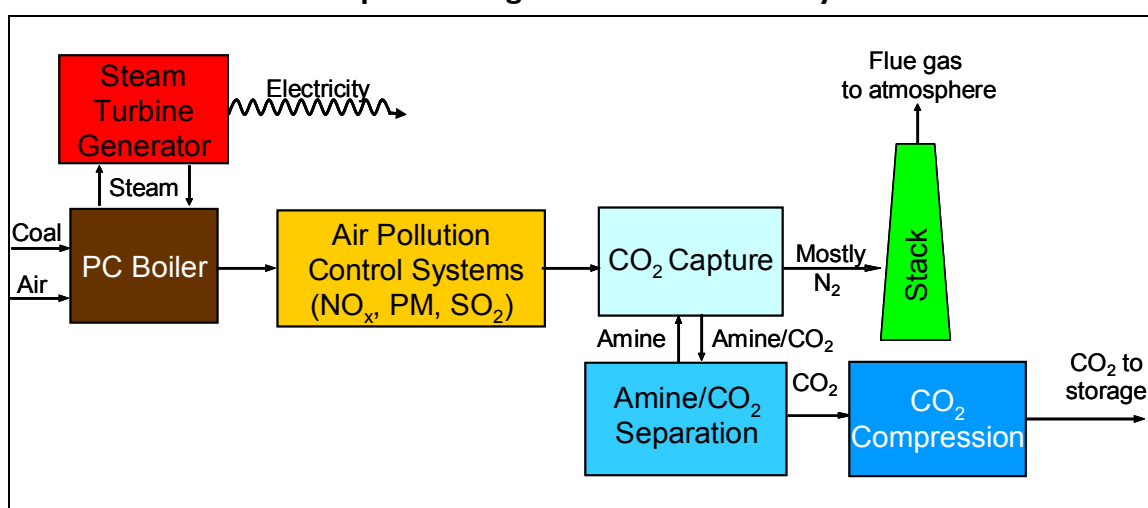 Steam
Turbine
Generator
Electricity
Flue gas
to atmosphere
Steam
Coal
PC Boiler
Air
Air Pollution
Control Systems
(NOₓ, PM, SO₂)
CO₂ Capture
Mostly
N₂
Stack
Amine
Amine/CO₂
Amine/CO₂
Separation
CO₂
CO₂
Compression
CO₂ to
storage